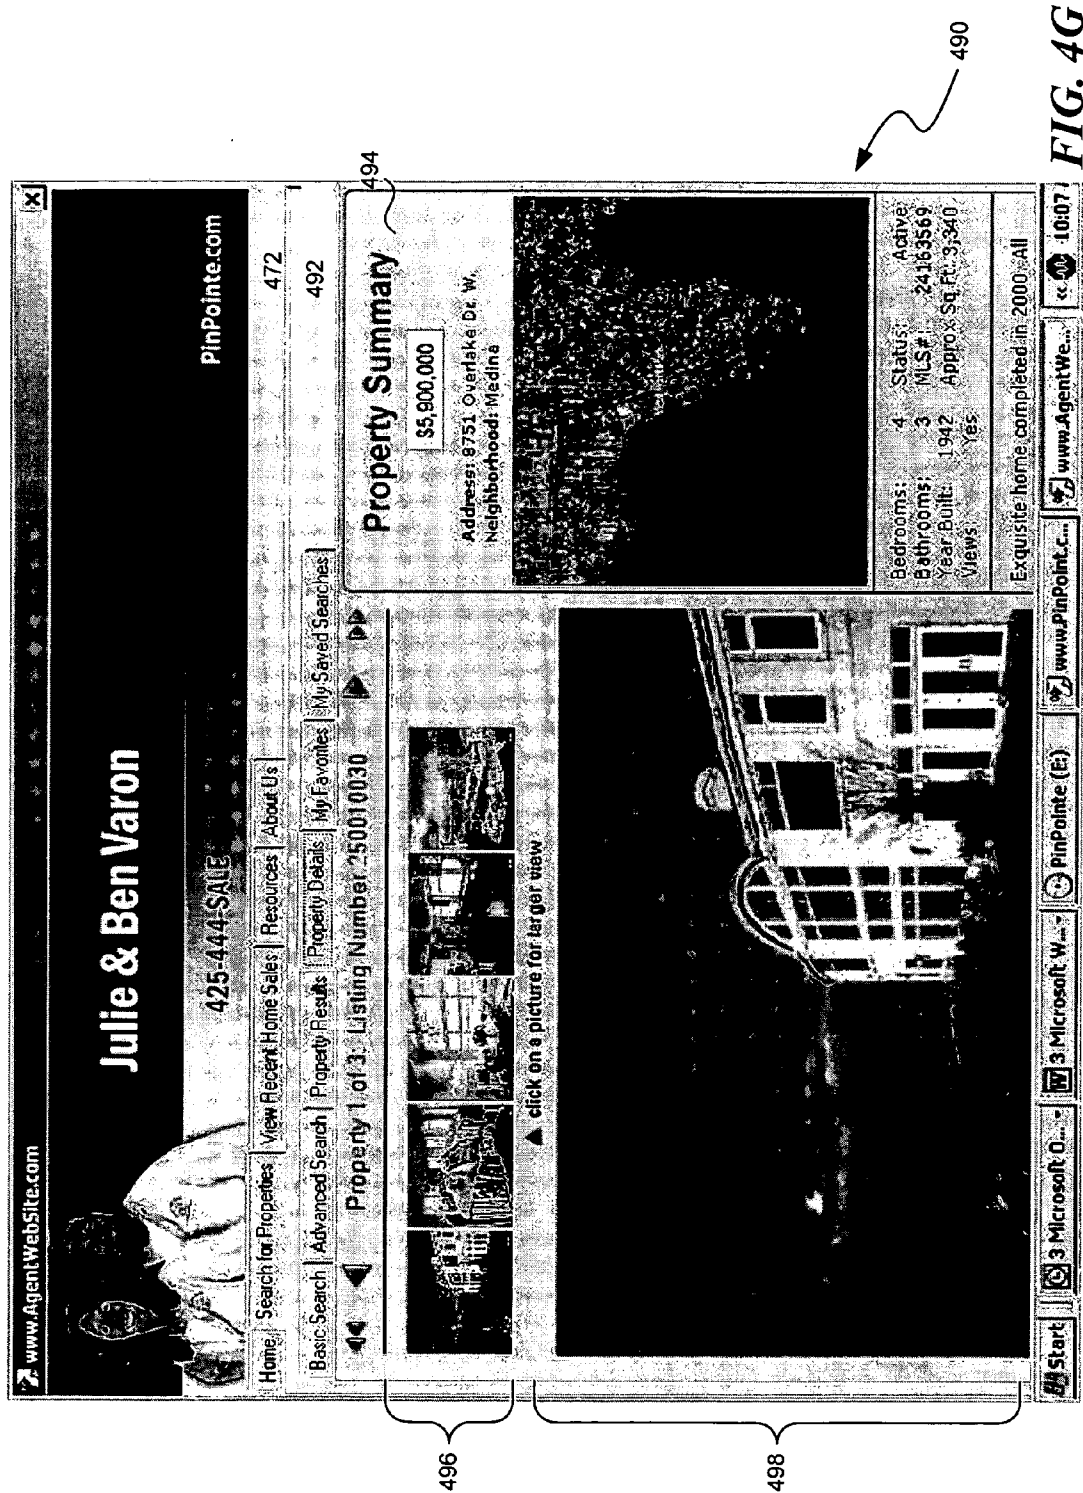 www.AgentWebSite.com
X
Julie & Ben Varon
425-444-SALE
PinPointe.com
Home Search for Properties View Recent Home Sales Resources About Us
472
Basic Search Advanced Search Property Results Property Details My Favorites My Saved Searches
492
Property 1 of 3: Listing Number 250010030
click on a picture for larger view
494
Property Summary
$5,900,000
Address: 8751 Overlake Dr. W,
Neighborhood: Medina
Bedrooms: 4 Status: Active
Bathrooms: 3 MLS#: 24163569
Year Built: 1942 Approx Sq Ft: 3,340
Views Yes
Exquisite home completed in 2000. All
Start 3 Microsoft O... 3 Microsoft W... PinPointe (E:) www.PinPoint.c... www.AgentWe... « 10:07
496
498
490
FIG. 4G